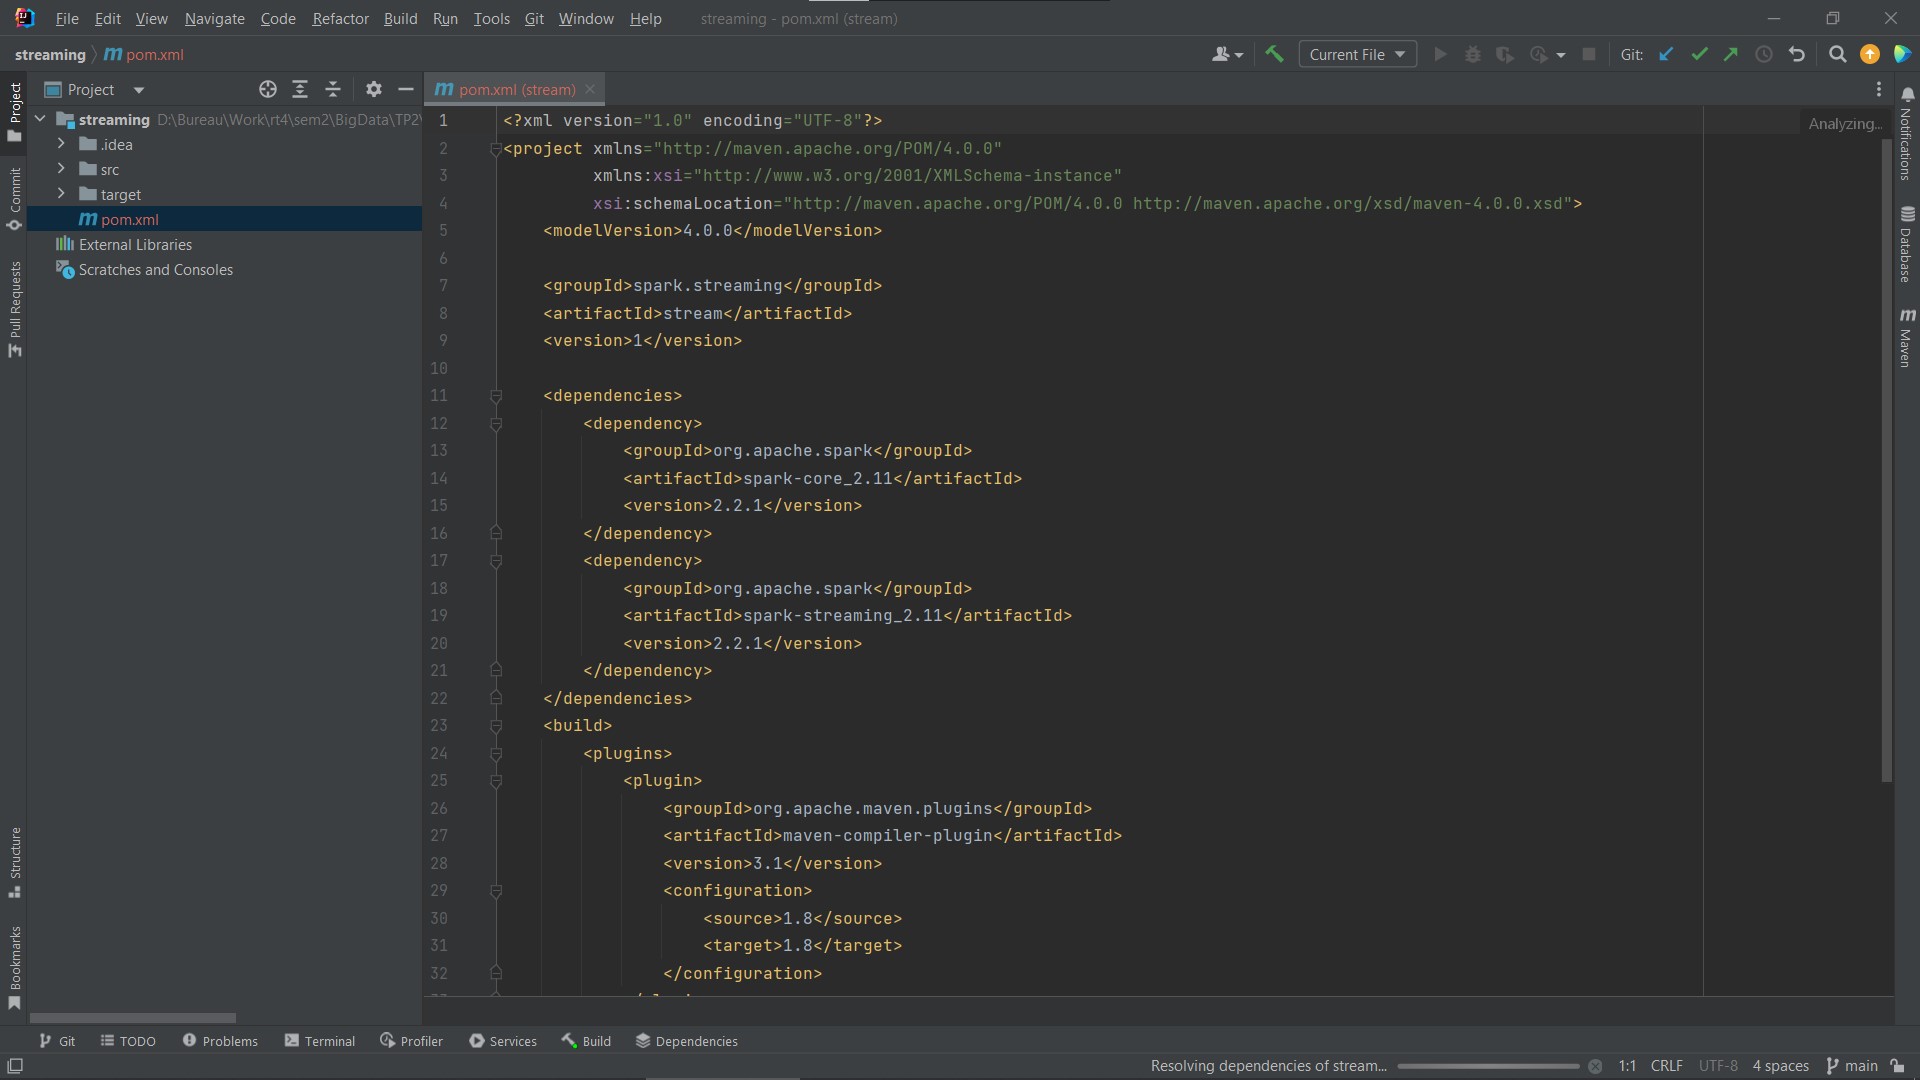 File Edit View Navigate Code Refactor Build Run Tools Git Window Help streaming - pom.xml (stream)
streaming pom.xml Current File Git:
Project pom.xml (stream)
streaming D:\Bureau\Work\rt4\sem2\BigData\TP2\
.idea
src
target
pom.xml
External Libraries
Scratches and Consoles
Project
Commit
Pull Requests
Structure
Bookmarks
1 <?xml version="1.0" encoding="UTF-8"?>
2 <project xmlns="http://maven.apache.org/POM/4.0.0"
3 xmlns:xsi="http://www.w3.org/2001/XMLSchema-instance"
4 xsi:schemaLocation="http://maven.apache.org/POM/4.0.0 http://maven.apache.org/xsd/maven-4.0.0.xsd">
5 <modelVersion>4.0.0</modelVersion>
6
7 <groupId>spark.streaming</groupId>
8 <artifactId>stream</artifactId>
9 <version>1</version>
10
11 <dependencies>
12 <dependency>
13 <groupId>org.apache.spark</groupId>
14 <artifactId>spark-core_2.11</artifactId>
15 <version>2.2.1</version>
16 </dependency>
17 <dependency>
18 <groupId>org.apache.spark</groupId>
19 <artifactId>spark-streaming_2.11</artifactId>
20 <version>2.2.1</version>
21 </dependency>
22 </dependencies>
23 <build>
24 <plugins>
25 <plugin>
26 <groupId>org.apache.maven.plugins</groupId>
27 <artifactId>maven-compiler-plugin</artifactId>
28 <version>3.1</version>
29 <configuration>
30 <source>1.8</source>
31 <target>1.8</target>
32 </configuration>
Analyzing...
Notifications
Database
Maven
Git TODO Problems Terminal Profiler Services Build Dependencies
Resolving dependencies of stream... 1:1 CRLF UTF-8 4 spaces main